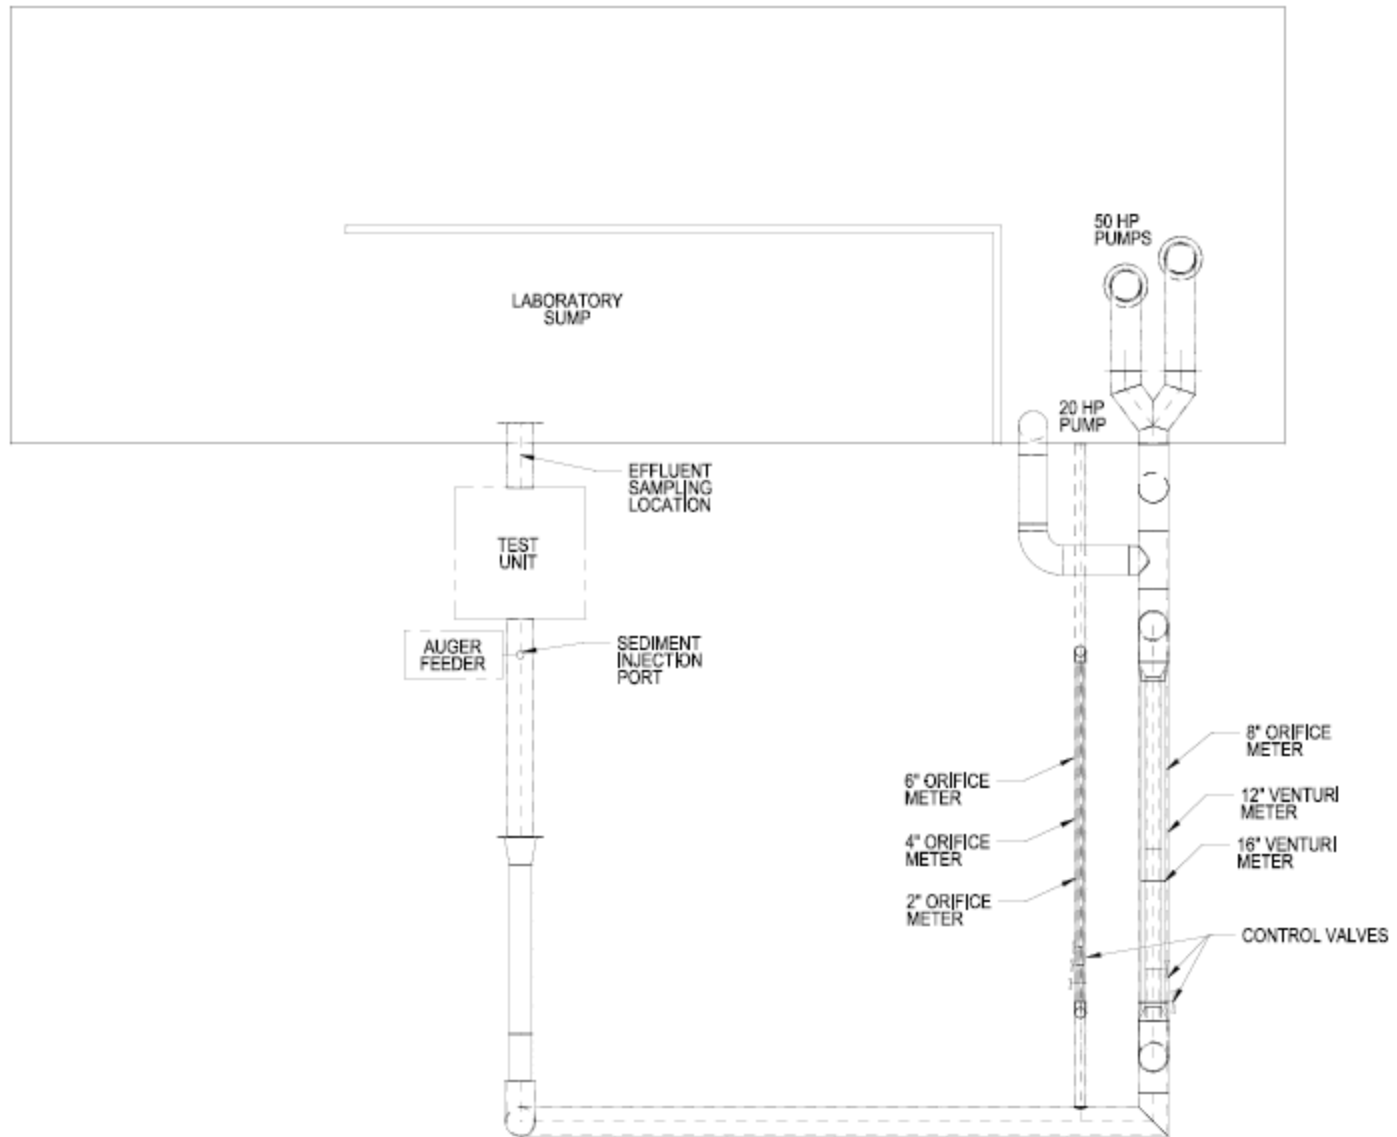 50 HP
PUMPS
LABORATORY
SUMP
20 HP
PUMP
EFFLUENT
SAMPLING
LOCATION
TEST
UNIT
AUGER
FEEDER
SEDIMENT
INJECTION
PORT
8" ORIFICE
METER
6" ORIFICE
METER
12" VENTURI
METER
4" ORIFICE
METER
16" VENTURI
METER
2" ORIFICE
METER
CONTROL VALVES